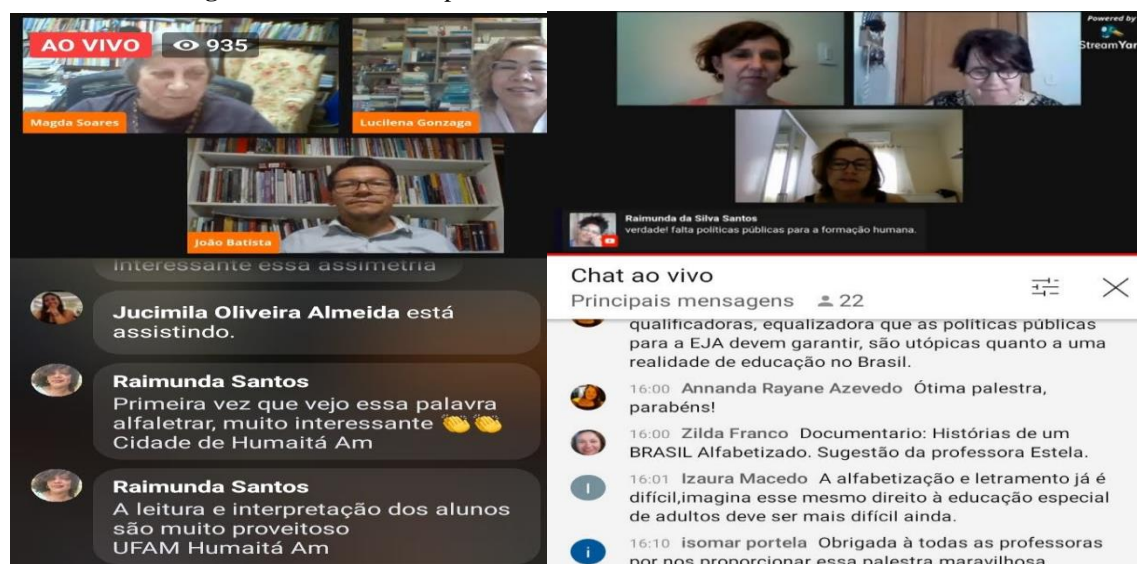 AO VIVO 935
Magda Soares
Lucilena Gonzaga
João Batista
interessante essa assimetria
Jucimila Oliveira Almeida está
assistindo.
Raimunda Santos
Primeira vez que vejo essa palavra
alfaletrar, muito interessante 👏👏
Cidade de Humaitá Am
Raimunda Santos
A leitura e interpretação dos alunos
são muito proveitoso
UFAM Humaitá Am
Powered by
StreamYar
Raimunda da Silva Santos
verdade! falta políticas públicas para a formação humana.
Chat ao vivo
Principais mensagens 22
qualificadoras, equalizadora que as políticas públicas
para a EJA devem garantir, são utópicas quanto a uma
realidade de educação no Brasil.
16:00 Annanda Rayane Azevedo Ótima palestra,
parabéns!
16:00 Zilda Franco Documentario: Histórias de um
BRASIL Alfabetizado. Sugestão da professora Estela.
I
16:01 Izaura Macedo A alfabetização e letramento já é
difícil,imagina esse mesmo direito à educação especial
de adultos deve ser mais difícil ainda.
i
16:10 isomar portela Obrigada à todas as professoras
por nos proporcionar essa palestra maravilhosa